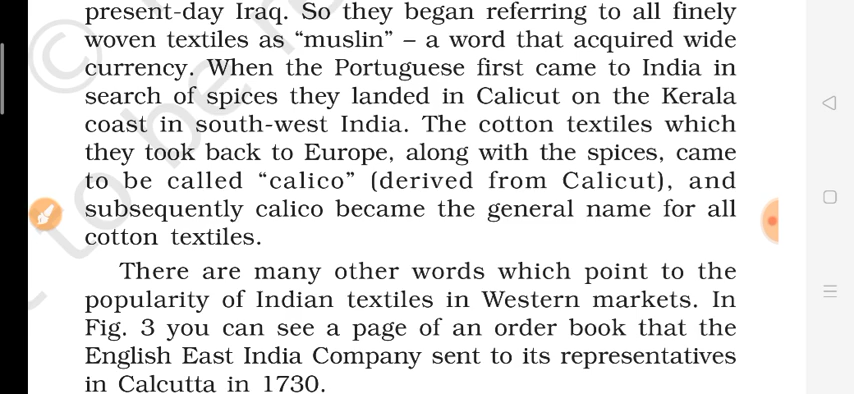 present-day Iraq. So they began referring to all finely
woven textiles as “muslin” – a word that acquired wide
currency. When the Portuguese first came to India in
search of spices they landed in Calicut on the Kerala
coast in south-west India. The cotton textiles which
they took back to Europe, along with the spices, came
to be called “calico” (derived from Calicut), and
subsequently calico became the general name for all
cotton textiles.
There are many other words which point to the
popularity of Indian textiles in Western markets. In
Fig. 3 you can see a page of an order book that the
English East India Company sent to its representatives
in Calcutta in 1730.